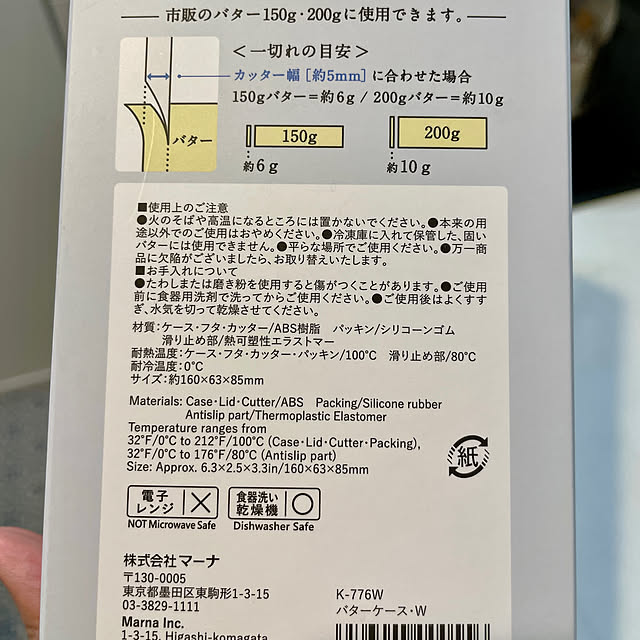 市販のバター150g・200gに使用できます。
＜一切れの目安＞
カッター幅［約5mm］に合わせた場合
150gバター＝約6g / 200gバター＝約10g
バター
150g
200g
約6g
約10g
■使用上のご注意
●火のそばや高温になるところには置かないでください。●本来の用
途以外でのご使用はおやめください。●冷凍庫に入れて保管した、固い
バターには使用できません。●平らな場所でご使用ください。●万一商
品に欠陥がございましたら、お取り替えいたします。
■お手入れについて
●たわしまたは磨き粉を使用すると傷がつくことがあります。●ご使用
前に食器用洗剤で洗ってからご使用ください。●ご使用後はよくすす
ぎ、水気を切って乾燥させてください。
材質：ケース・フタ・カッター/ABS樹脂　パッキン/シリコーンゴム
滑り止め部/熱可塑性エラストマー
耐熱温度：ケース・フタ・カッター・パッキン/100℃　滑り止め部/80℃
耐冷温度：0℃
サイズ：約160×63×85mm
Materials: Case・Lid・Cutter/ABS　Packing/Silicone rubber
Antislip part/Thermoplastic Elastomer
Temperature ranges from
32°F/0℃ to 212°F/100℃ (Case・Lid・Cutter・Packing),
32°F/0℃ to 176°F/80℃ (Antislip part)
Size: Approx. 6.3×2.5×3.3in/160×63×85mm
紙
電子
レンジ
NOT Microwave Safe
食器洗い
乾燥機
Dishwasher Safe
株式会社マーナ
〒130-0005
東京都墨田区東駒形1-3-15
03-3829-1111
Marna Inc.
1-3-15, Higashi-komagata
K-776W
バターケース・W